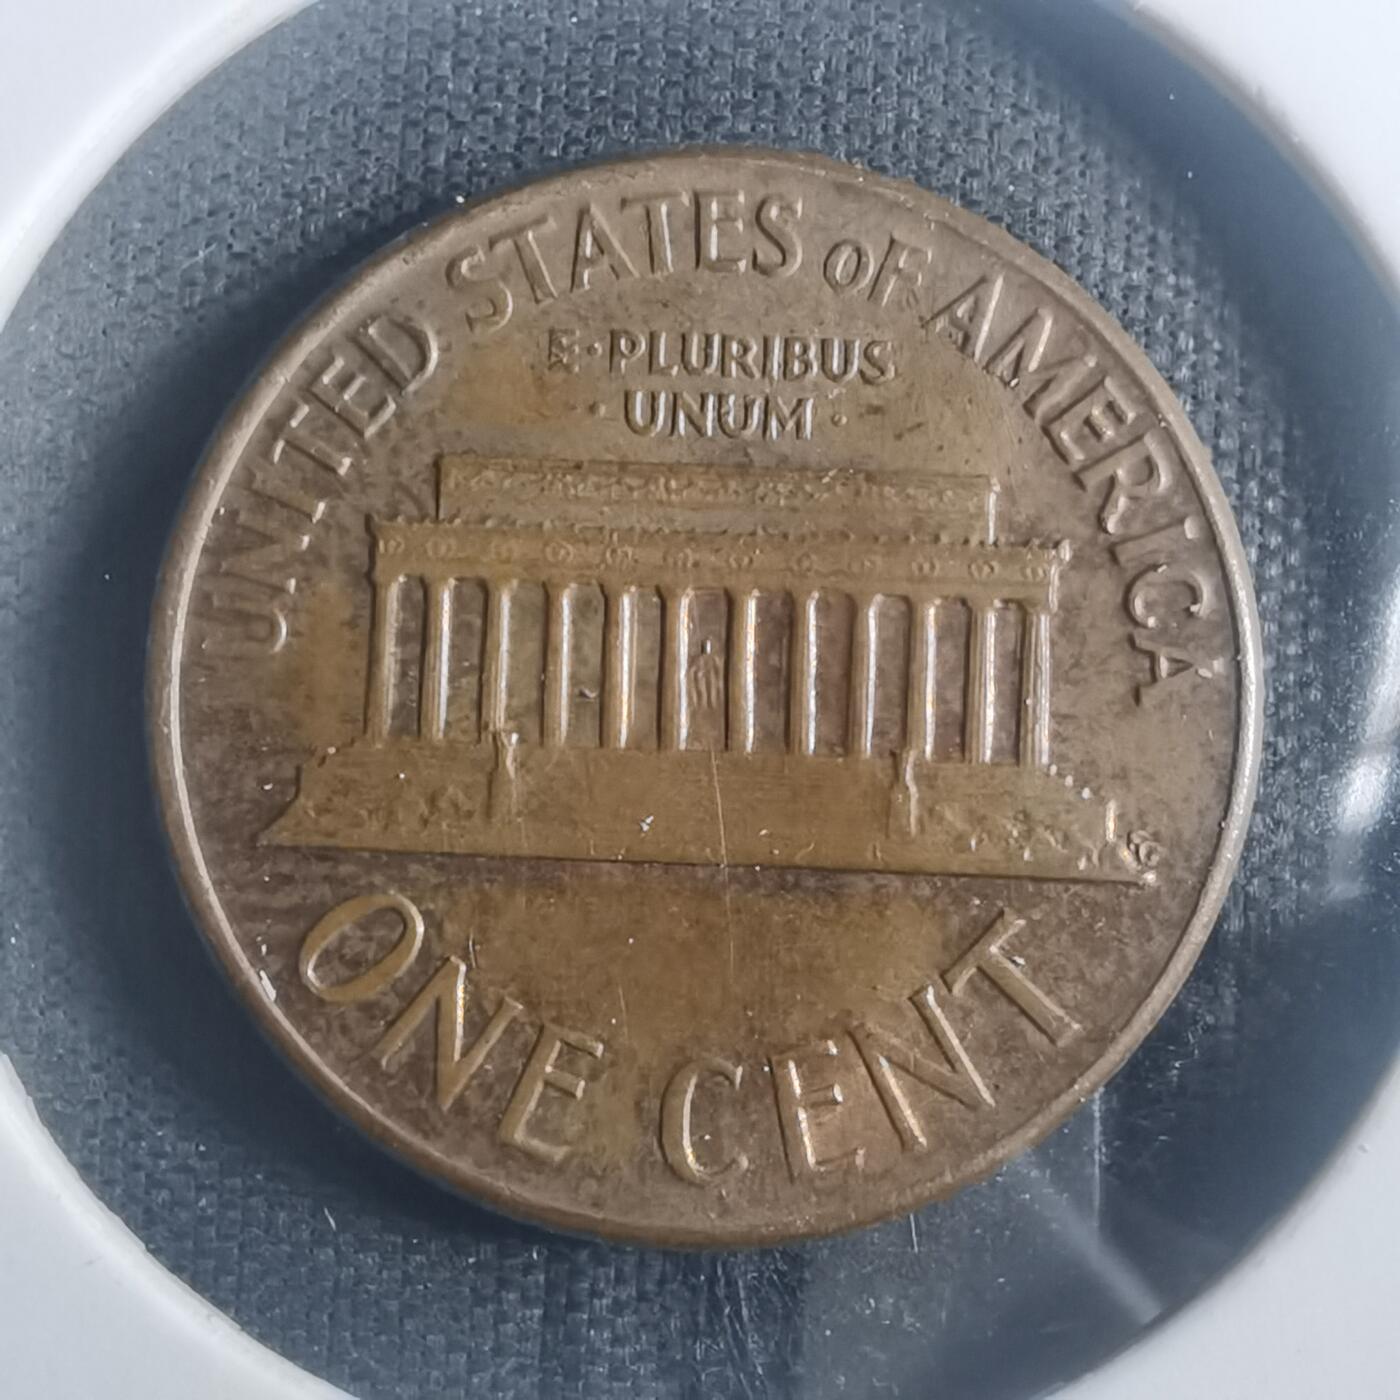 UNITED STATES OF AMERICA
E·PLURIBUS
·UNUM·
ONE CENT